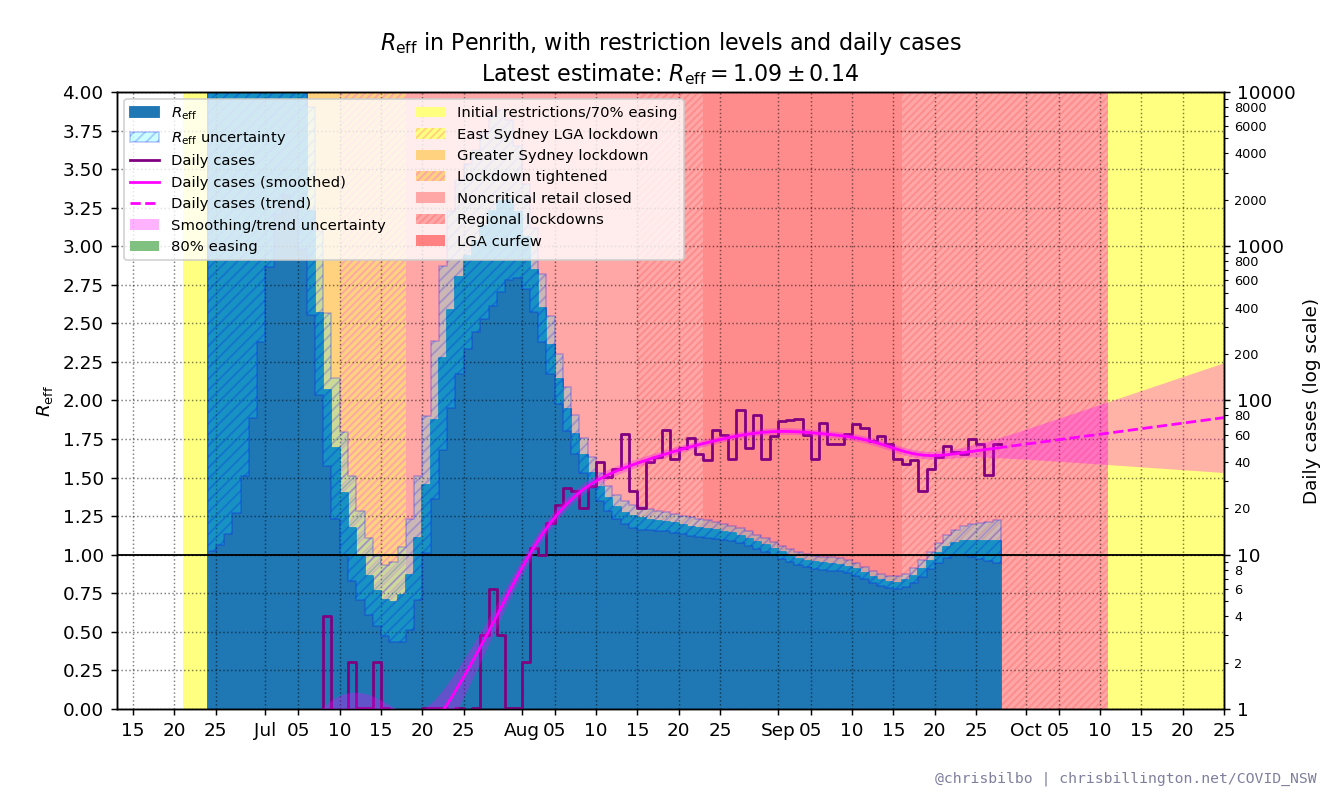 Reff in Penrith, with restriction levels and daily cases
Latest estimate: Reff = 1.09 ± 0.14
Reff
Reff uncertainty
Daily cases
Daily cases (smoothed)
Daily cases (trend)
Smoothing/trend uncertainty
80% easing
Initial restrictions/70% easing
East Sydney LGA lockdown
Greater Sydney lockdown
Lockdown tightened
Noncritical retail closed
Regional lockdowns
LGA curfew
Reff
4.00
3.75
3.50
3.25
3.00
2.75
2.50
2.25
2.00
1.75
1.50
1.25
1.00
0.75
0.50
0.25
0.00
10000
8000
6000
4000
2000
1000
800
600
400
200
100
80
60
40
20
10
8
6
4
2
1
Daily cases (log scale)
15 20 25 Jul 05 10 15 20 25 Aug 05 10 15 20 25 Sep 05 10 15 20 25 Oct 05 10 15 20 25
@chrisbilbo | chrisbillington.net/COVID_NSW